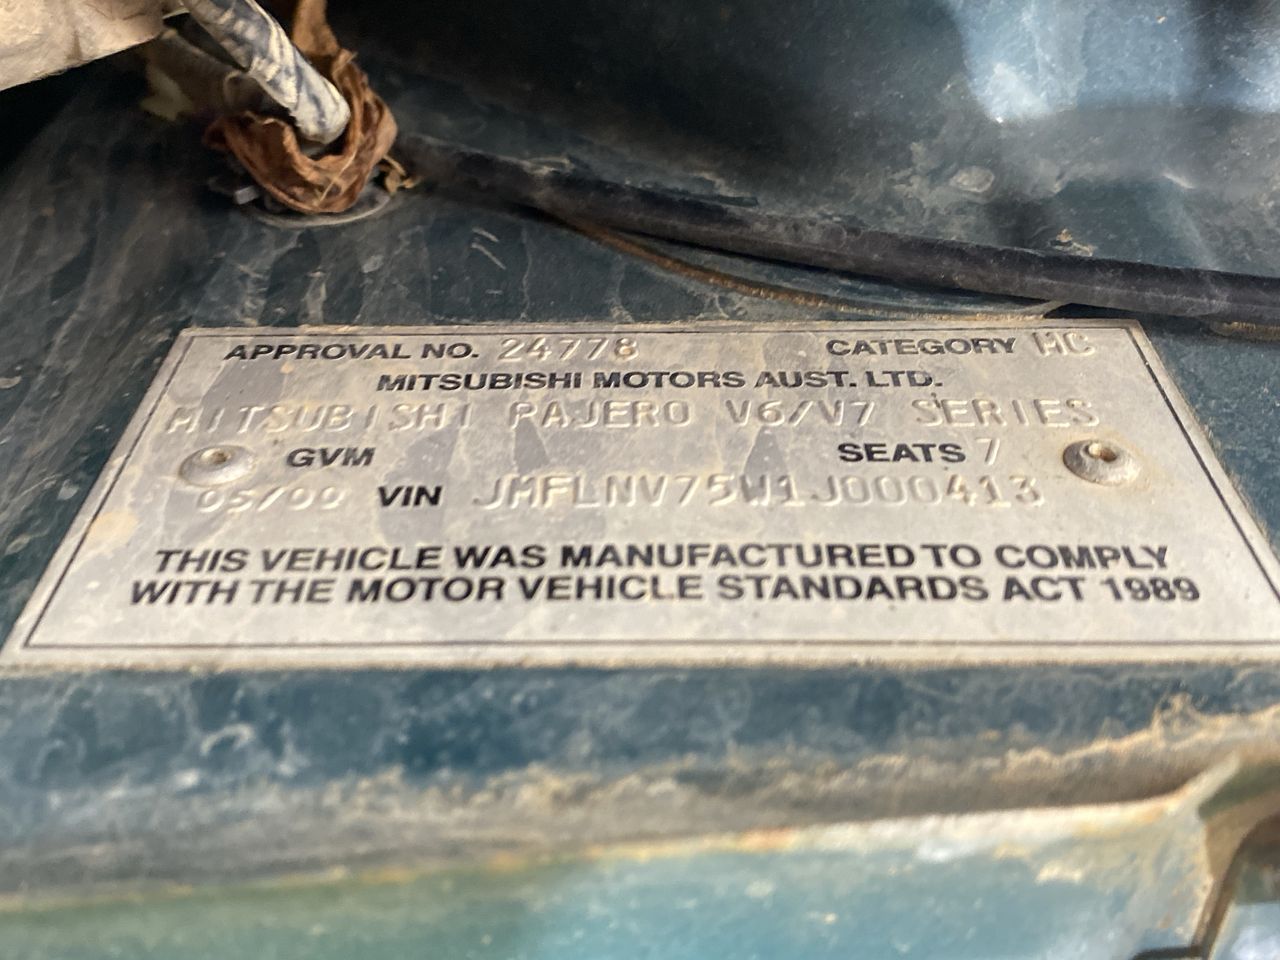 APPROVAL NO. 24778 CATEGORY MC
MITSUBISHI MOTORS AUST. LTD.
MITSUBISHI PAJERO V6/V7 SERIES
GVM SEATS 7
05/00 VIN JMFLNV75W1J000413
THIS VEHICLE WAS MANUFACTURED TO COMPLY
WITH THE MOTOR VEHICLE STANDARDS ACT 1989